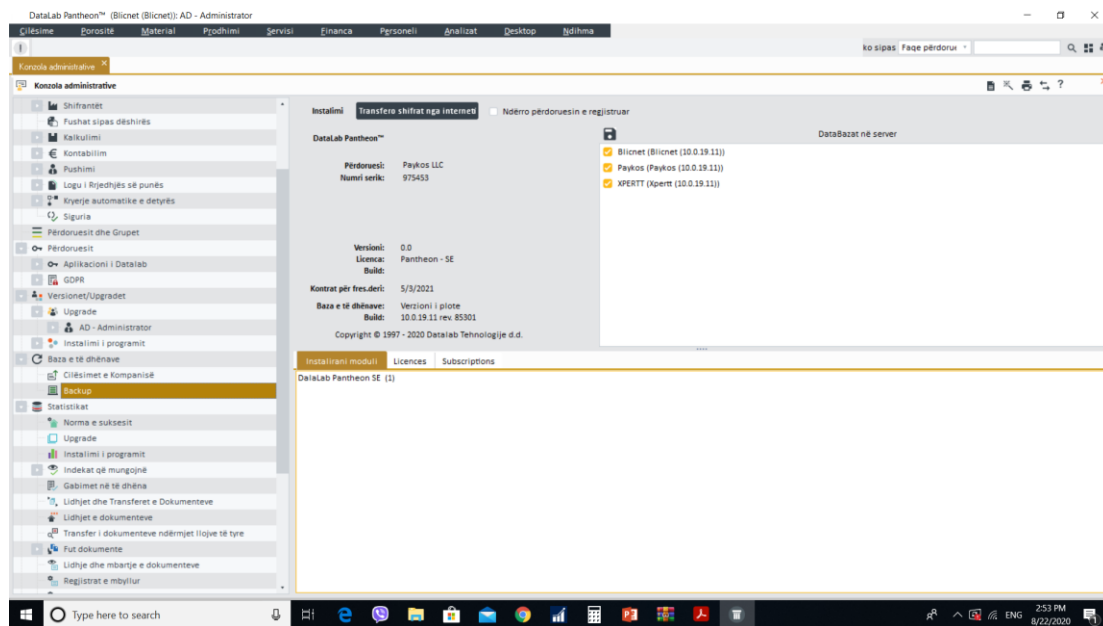 DataLab Pantheon™ (Blicnet (Blicnet)): AD - Administrator
Cilësime Porositë Material Prodhimi Servisi Financa Personeli Analizat Desktop Ndihma
ko sipas Faqe përdorue
Konzola administrative
Konzola administrative
Shifrantët
Fushat sipas dëshirës
Kalkulimi
Kontabilim
Pushimi
Logu i Rrjedhjës së punës
Kryerje automatike e detyrës
Siguria
Përdoruesit dhe Grupet
Përdoruesit
Aplikacioni i Datalab
GDPR
Versionet/Upgradet
Upgrade
AD - Administrator
Instalimi i programit
Baza e të dhënave
Cilësimet e Kompanisë
Backup
Statistikat
Norma e suksesit
Upgrade
Instalimi i programit
Indekat që mungojnë
Gabimet në të dhëna
Lidhjet dhe Transferet e Dokumenteve
Lidhjet e dokumenteve
Transfer i dokumenteve ndërmjet llojve të tyre
Fut dokumente
Lidhje dhe mbartje e dokumenteve
Regjistrat e mbyllur
Instalimi Transfero shifrat nga interneti Ndërro përdoruesin e regjistruar
DataLab Pantheon™
Përdoruesi: Paykos LLC
Numri serik: 975453
Versioni: 0.0
Licenca: Pantheon - SE
Build:
Kontrat për fres.deri: 5/3/2021
Baza e të dhënave: Verzioni i plote
Build: 10.0.19.11 rev. 85301
Copyright © 1997 - 2020 Datalab Tehnologije d.d.
DataBazat në server
Blicnet (Blicnet (10.0.19.11))
Paykos (Paykos (10.0.19.11))
XPERTT (Xpertt (10.0.19.11))
Instalirani moduli Licences Subscriptions
DataLab Pantheon SE (1)
Type here to search
ENG
2:53 PM
8/22/2020